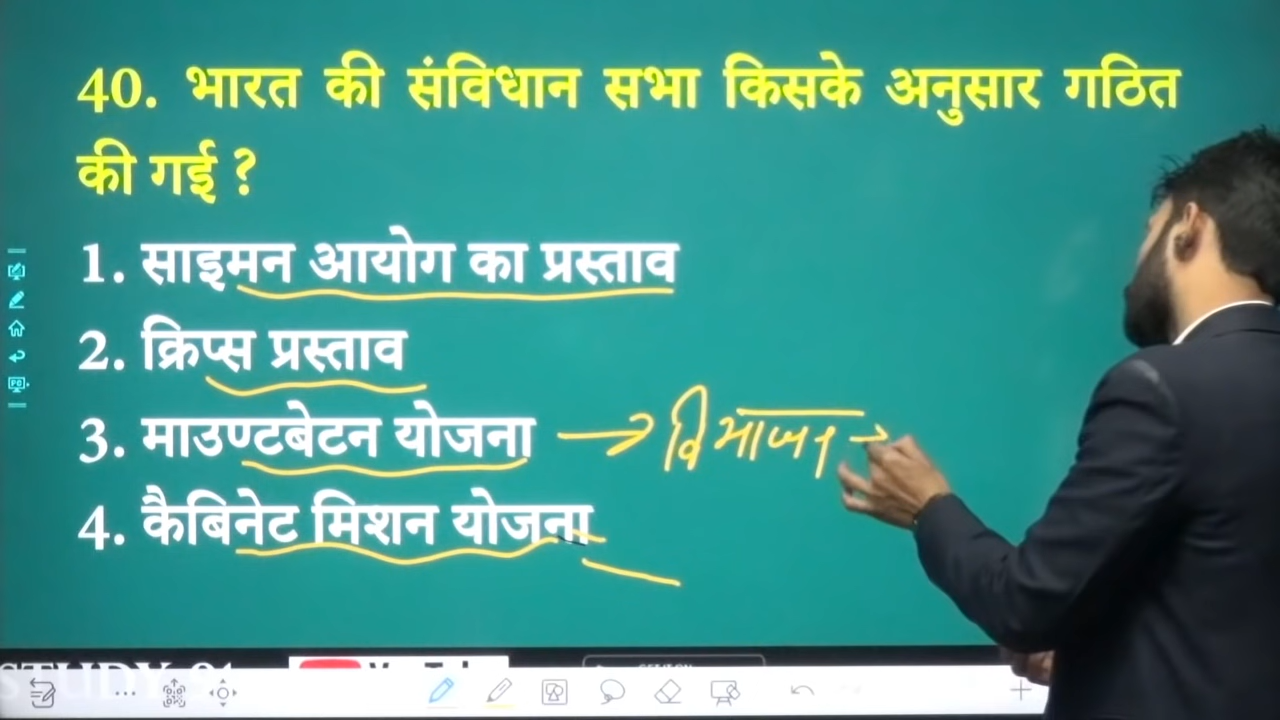 40. भारत की संविधान सभा किसके अनुसार गठित
की गई ?
1. साइमन आयोग का प्रस्ताव
2. क्रिप्स प्रस्ताव
3. माउण्टबेटन योजना → विभाजन →
4. कैबिनेट मिशन योजना